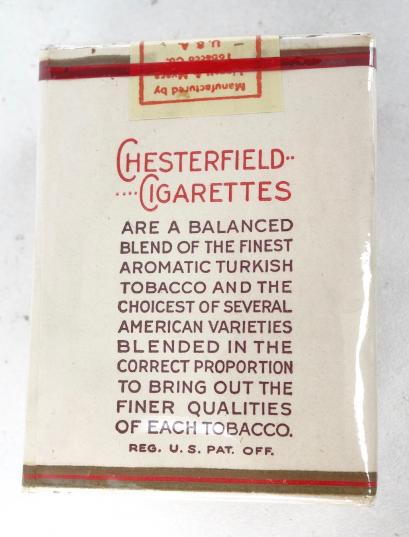 Manufactured by
Liggett & Myers
Tobacco Co.
U.S.A. –
CHESTERFIELD··
····CIGARETTES
ARE A BALANCED
BLEND OF THE FINEST
AROMATIC TURKISH
TOBACCO AND THE
CHOICEST OF SEVERAL
AMERICAN VARIETIES
BLENDED IN THE
CORRECT PROPORTION
TO BRING OUT THE
FINER QUALITIES
OF EACH TOBACCO.
REG. U.S. PAT. OFF.